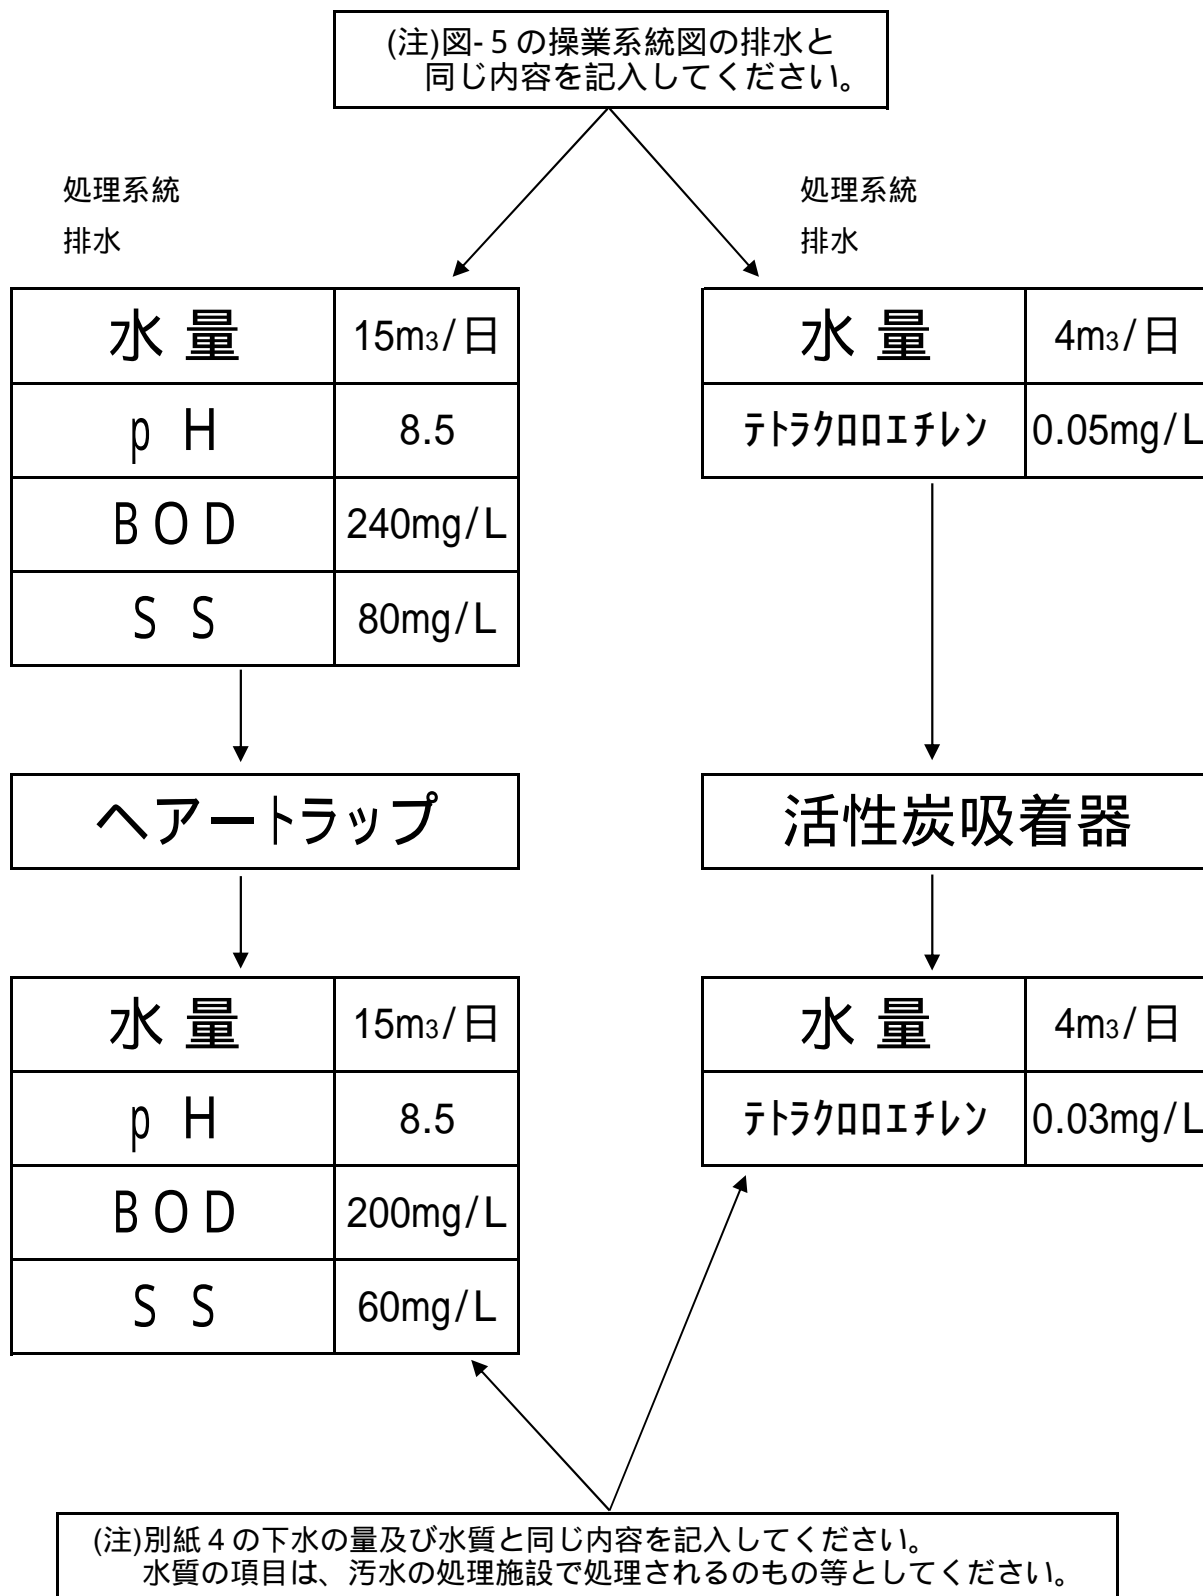 (注)図-5の操業系統図の排水と
同じ内容を記入してください。
処理系統
排水
水量 15m3/日
pH 8.5
BOD 240mg/L
SS 80mg/L
ヘアートラップ
水量 15m3/日
pH 8.5
BOD 200mg/L
SS 60mg/L
処理系統
排水
水量 4m3/日
テトラクロロエチレン 0.05mg/L
活性炭吸着器
水量 4m3/日
テトラクロロエチレン 0.03mg/L
(注)別紙4の下水の量及び水質と同じ内容を記入してください。
水質の項目は、汚水の処理施設で処理されるのもの等としてください。